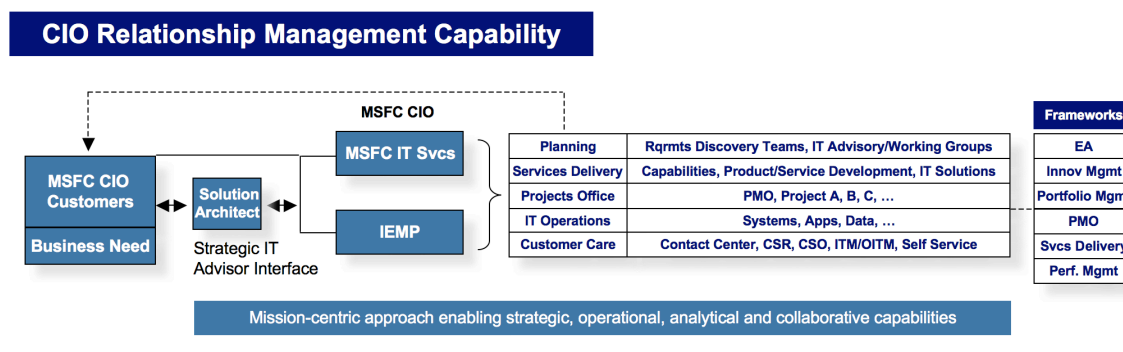 CIO Relationship Management Capability
MSFC CIO
MSFC CIO
Customers
Business Need
Solution
Architect
Strategic IT
Advisor Interface
MSFC IT Svcs
IEMP
Planning Rqrmts Discovery Teams, IT Advisory/Working Groups
Services Delivery Capabilities, Product/Service Development, IT Solutions
Projects Office PMO, Project A, B, C, ...
IT Operations Systems, Apps, Data, ...
Customer Care Contact Center, CSR, CSO, ITM/OITM, Self Service
Frameworks
EA
Innov Mgmt
Portfolio Mgm
PMO
Svcs Delivery
Perf. Mgmt
Mission-centric approach enabling strategic, operational, analytical and collaborative capabilities